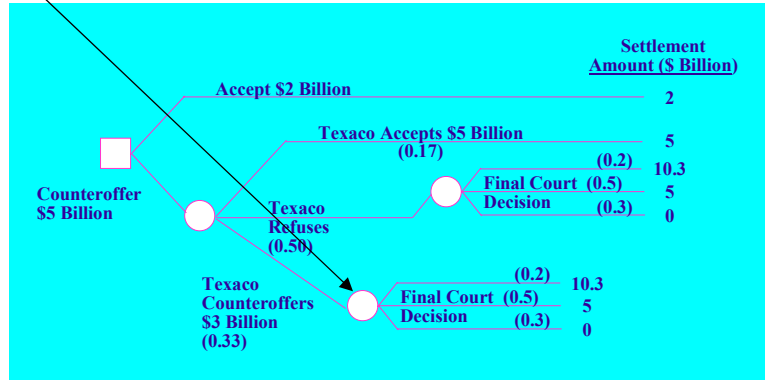 Settlement
Amount ($ Billion)
Accept $2 Billion
2
Texaco Accepts $5 Billion
(0.17)
5
Counteroffer
$5 Billion
Texaco
Refuses
(0.50)
Final Court (0.5)
Decision
(0.2)
(0.3)
10.3
5
0
Texaco
Counteroffers
$3 Billion
(0.33)
Final Court (0.5)
Decision
(0.2)
(0.3)
10.3
5
0